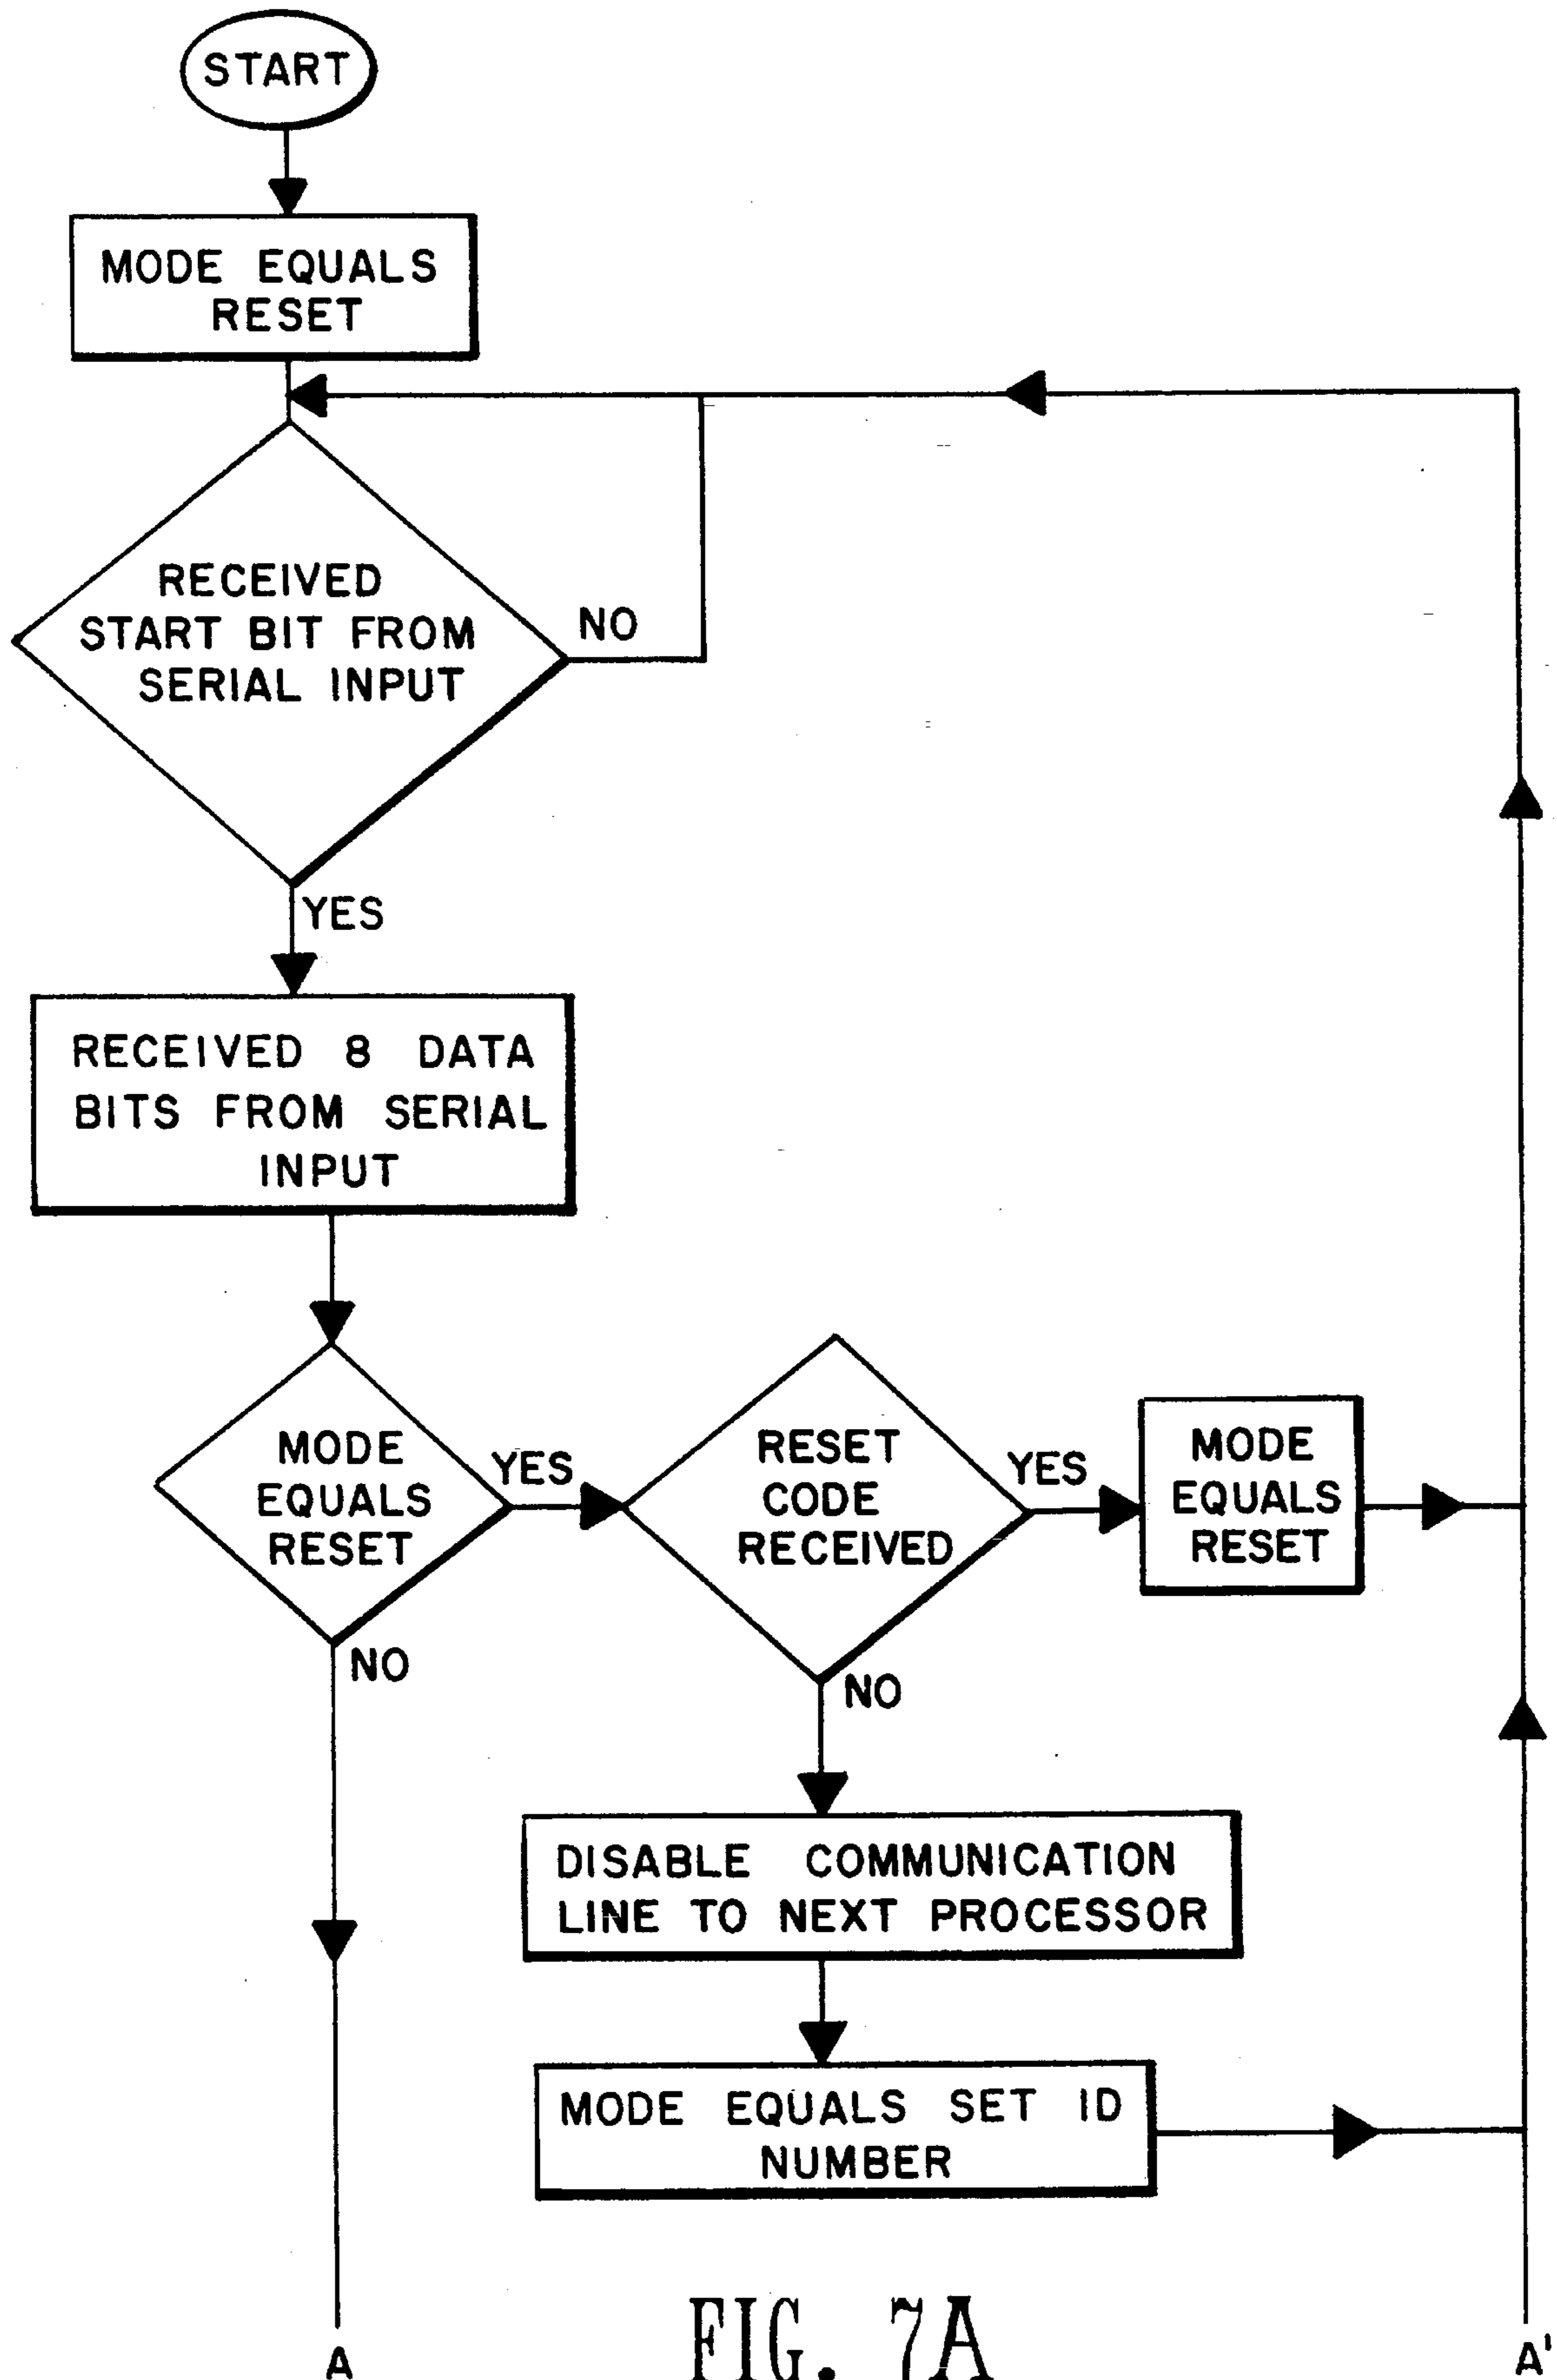 START
MODE EQUALS
RESET
RECEIVED
START BIT FROM
SERIAL INPUT
NO
YES
RECEIVED 8 DATA
BITS FROM SERIAL
INPUT
MODE
EQUALS
RESET
YES
NO
RESET
CODE
RECEIVED
YES
NO
MODE
EQUALS
RESET
DISABLE COMMUNICATION
LINE TO NEXT PROCESSOR
MODE EQUALS SET ID
NUMBER
A
FIG. 7A
A'